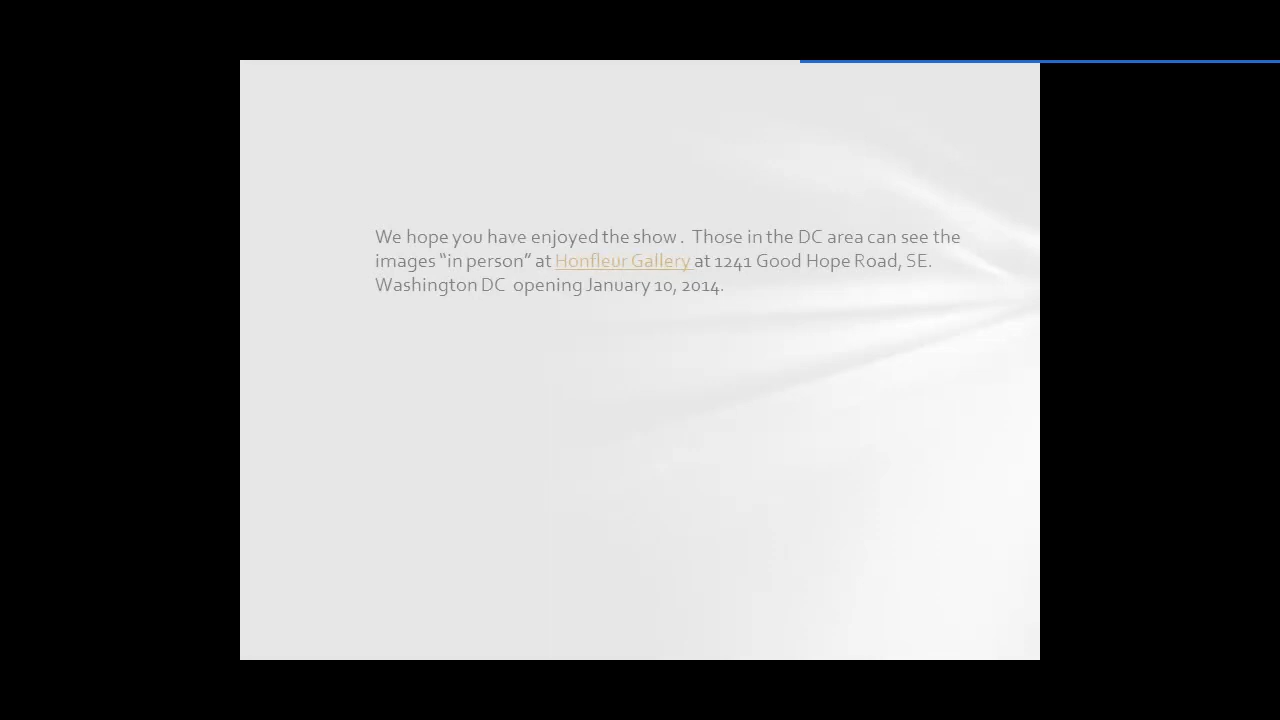 We hope you have enjoyed the show .  Those in the DC area can see the
images “in person” at Honfleur Gallery at 1241 Good Hope Road, SE.
Washington DC  opening January 10, 2014.